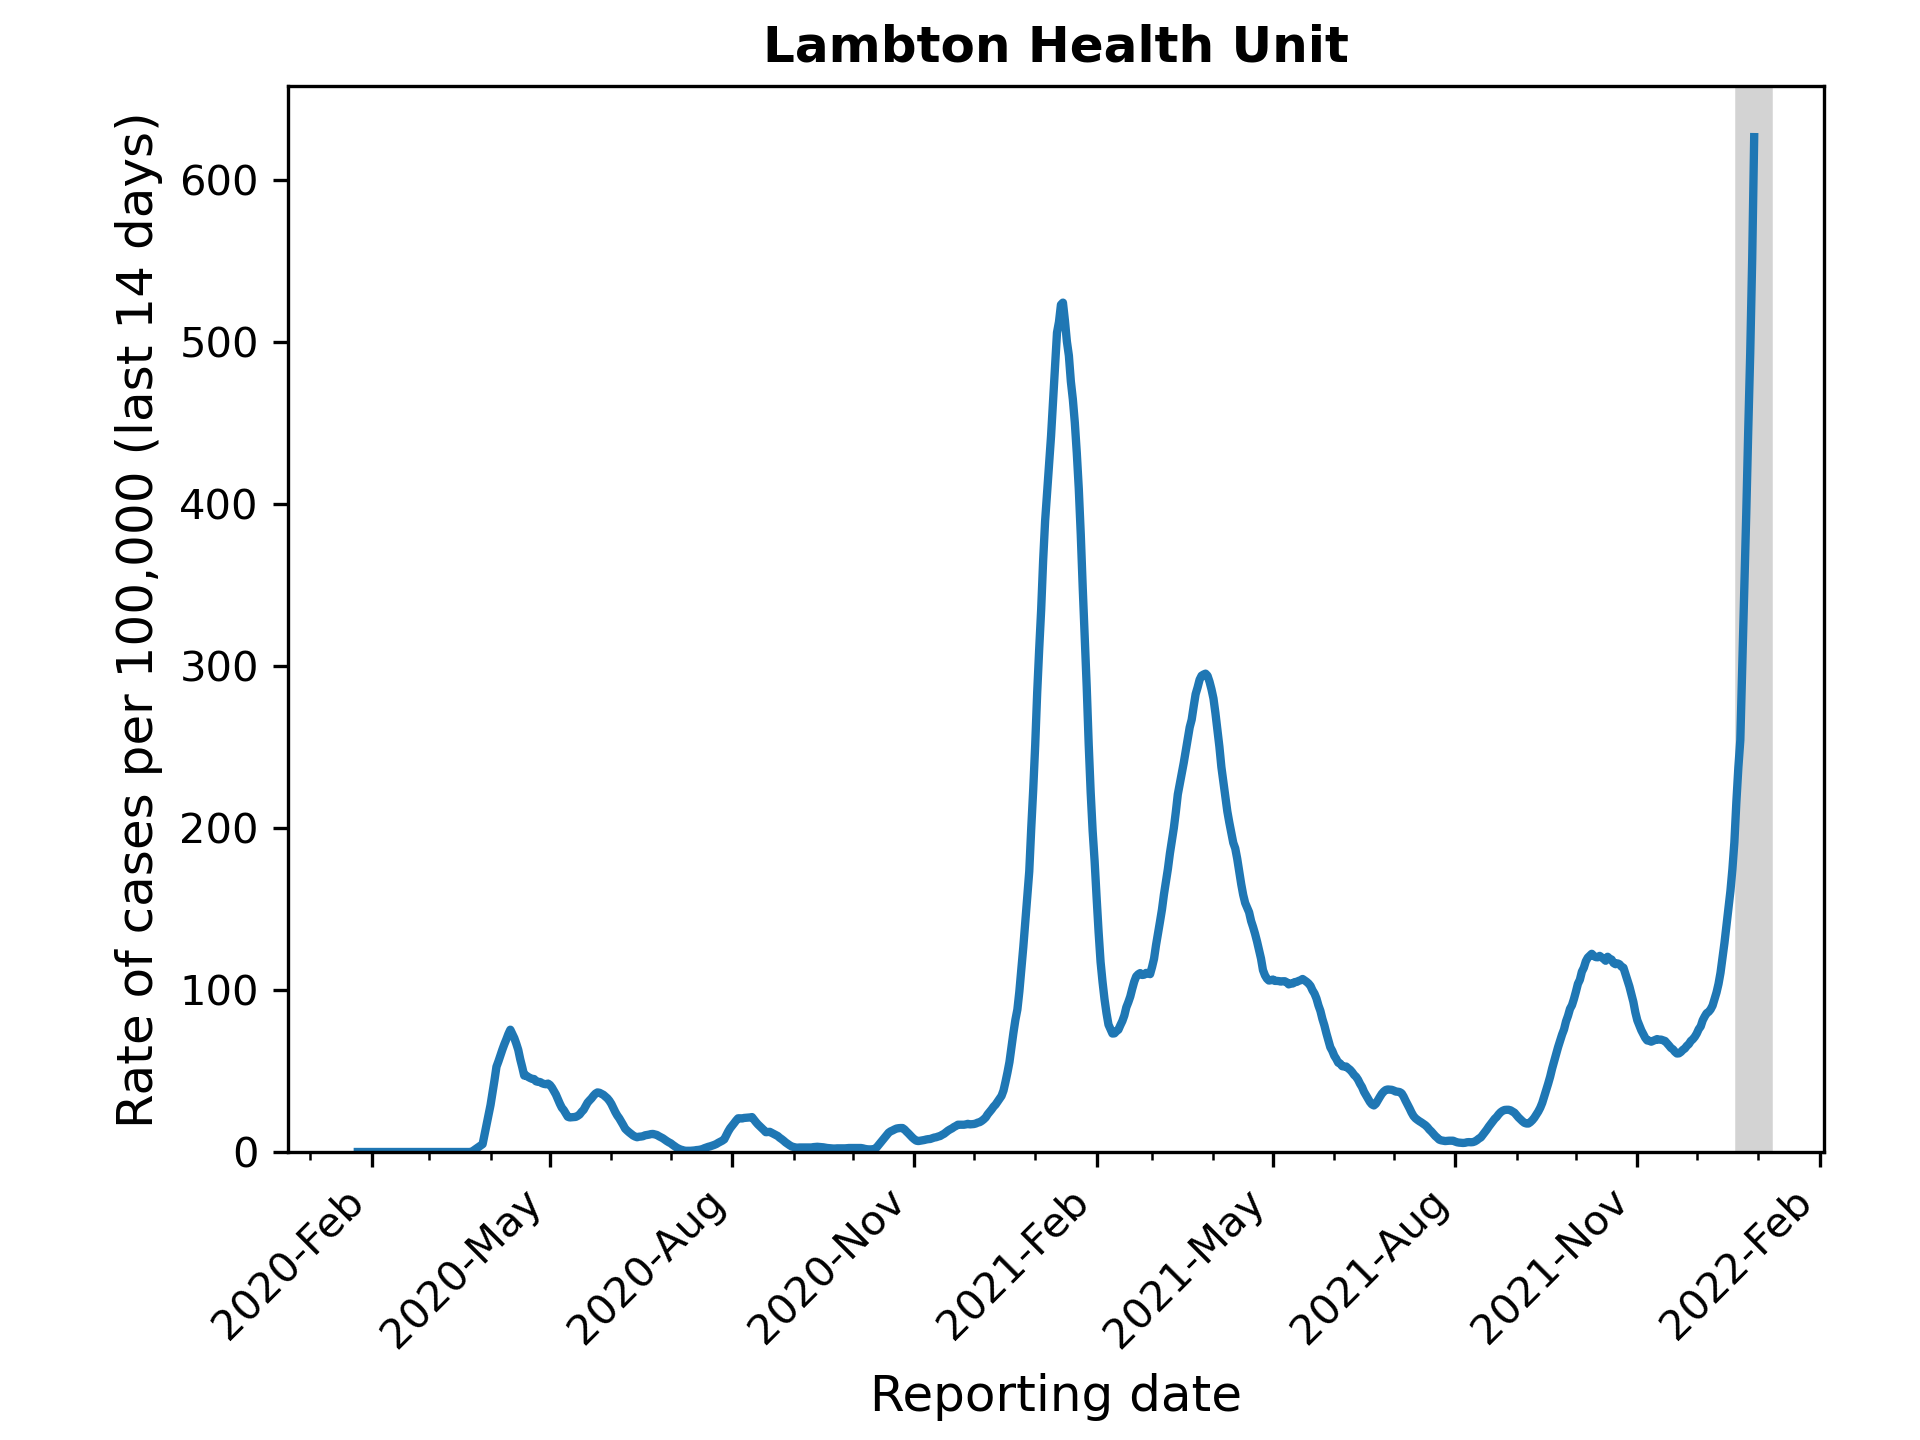 Lambton Health Unit
Rate of cases per 100,000 (last 14 days)
600
500
400
300
200
100
0
2020-Feb
2020-May
2020-Aug
2020-Nov
2021-Feb
2021-May
2021-Aug
2021-Nov
2022-Feb
Reporting date